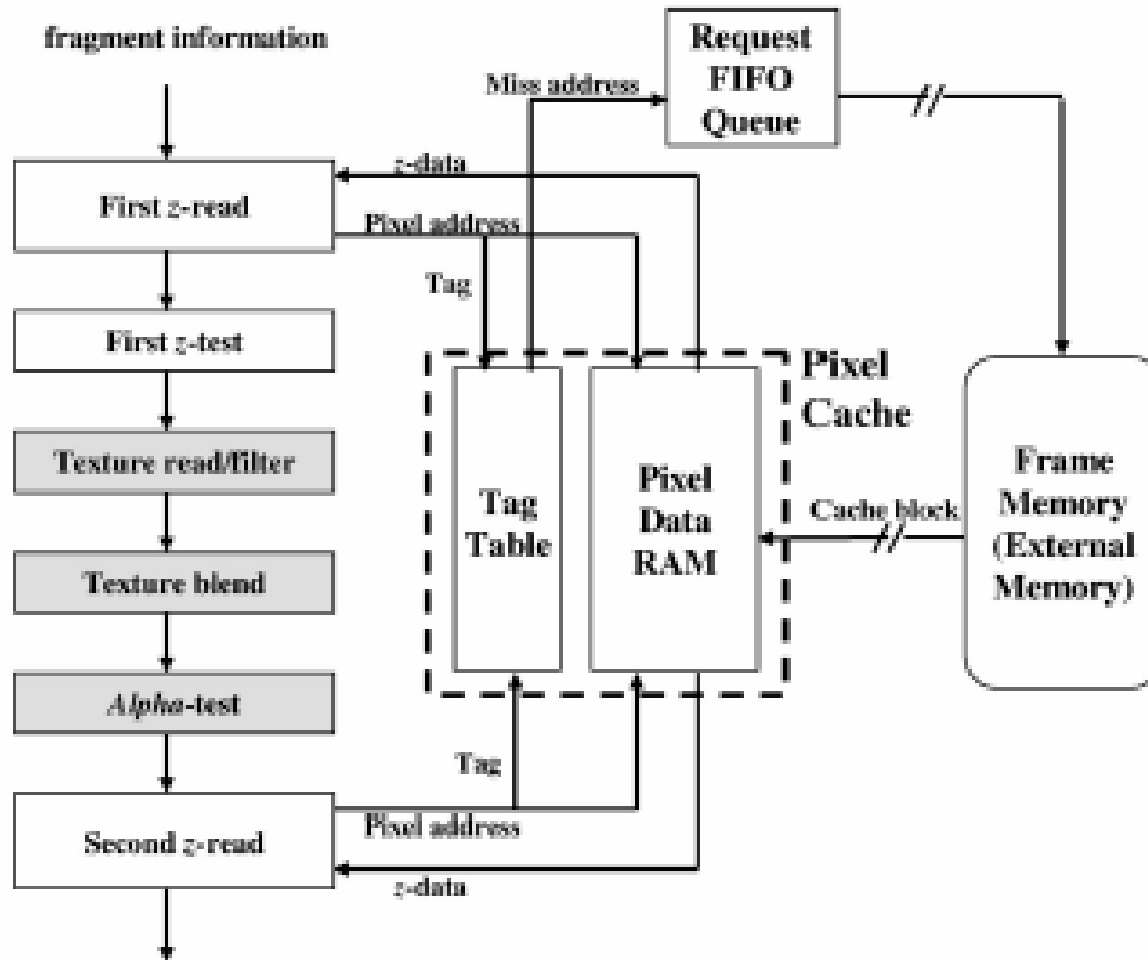 fragment information
First z-read
First z-test
Texture read/filter
Texture blend
Alpha-test
Second z-read
Miss address
Request
FIFO
Queue
z-data
Pixel address
Tag
Pixel
Cache
Tag
Table
Pixel
Data
RAM
Cache block
Frame
Memory
(External
Memory)
Tag
Pixel address
z-data